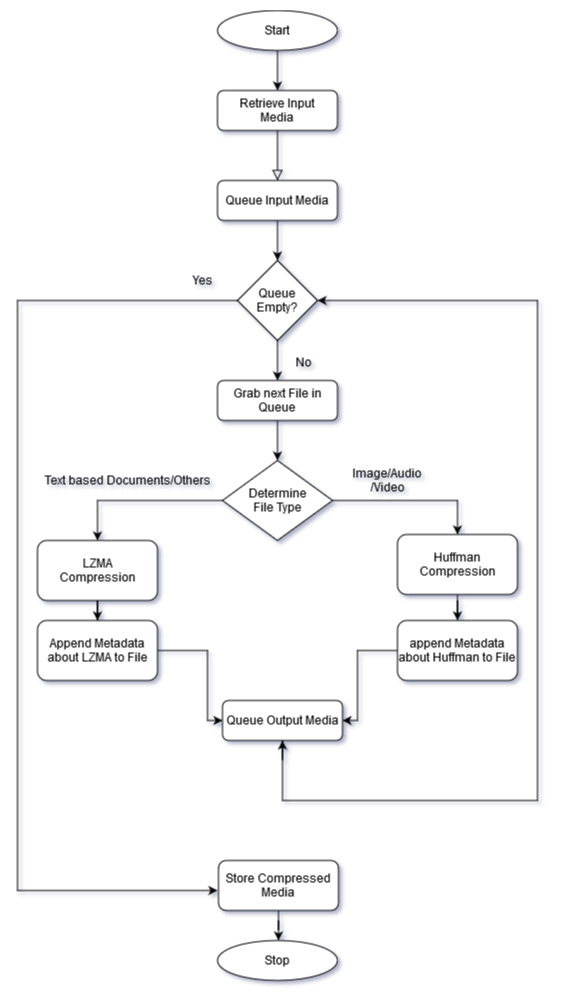 Start
Retrieve Input
Media
Queue Input Media
Yes
Queue
Empty?
No
Grab next File in
Queue
Text based Documents/Others
Determine
File Type
Image/Audio
/Video
LZMA
Compression
Huffman
Compression
Append Metadata
about LZMA to File
append Metadata
about Huffman to File
Queue Output Media
Store Compressed
Media
Stop